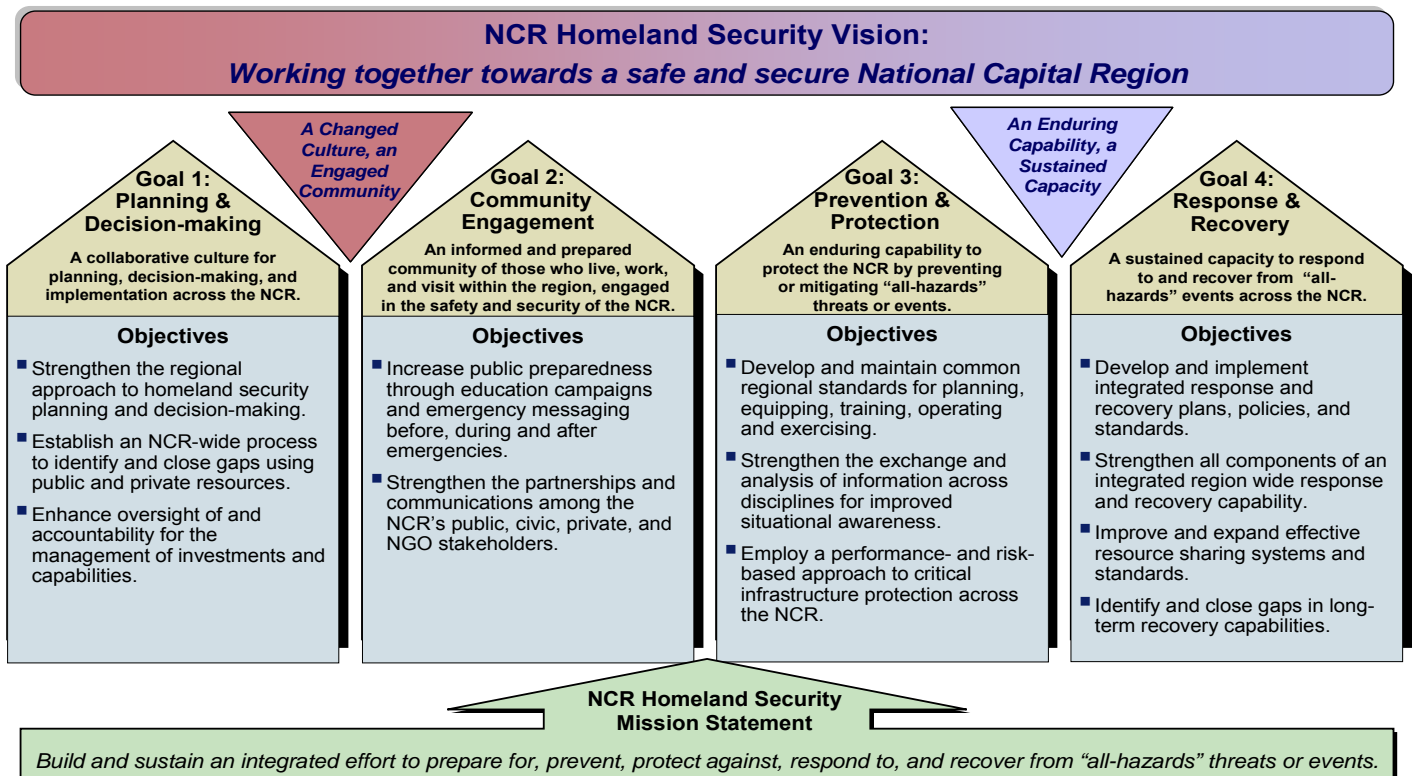 NCR Homeland Security Vision:
Working together towards a safe and secure National Capital Region
A Changed
Culture, an
Engaged
Community
An Enduring
Capability, a
Sustained
Capacity
Goal 1:
Planning &
Decision-making
A collaborative culture for
planning, decision-making, and
implementation across the NCR.
Objectives
■ Strengthen the regional
approach to homeland security
planning and decision-making.
■ Establish an NCR-wide process
to identify and close gaps using
public and private resources.
■ Enhance oversight of and
accountability for the
management of investments and
capabilities.
Goal 2:
Community
Engagement
An informed and prepared
community of those who live, work,
and visit within the region, engaged
in the safety and security of the NCR.
Objectives
■ Increase public preparedness
through education campaigns
and emergency messaging
before, during and after
emergencies.
■ Strengthen the partnerships and
communications among the
NCR's public, civic, private, and
NGO stakeholders.
Goal 3:
Prevention &
Protection
An enduring capability to
protect the NCR by preventing
or mitigating “all-hazards”
threats or events.
Objectives
■ Develop and maintain common
regional standards for planning,
equipping, training, operating
and exercising.
■ Strengthen the exchange and
analysis of information across
disciplines for improved
situational awareness.
■ Employ a performance- and risk-
based approach to critical
infrastructure protection across
the NCR.
Goal 4:
Response &
Recovery
A sustained capacity to respond
to and recover from “all-
hazards” events across the NCR.
Objectives
■ Develop and implement
integrated response and
recovery plans, policies, and
standards.
■ Strengthen all components of an
integrated region wide response
and recovery capability.
■ Improve and expand effective
resource sharing systems and
standards.
■ Identify and close gaps in long-
term recovery capabilities.
NCR Homeland Security
Mission Statement
Build and sustain an integrated effort to prepare for, prevent, protect against, respond to, and recover from “all-hazards” threats or events.